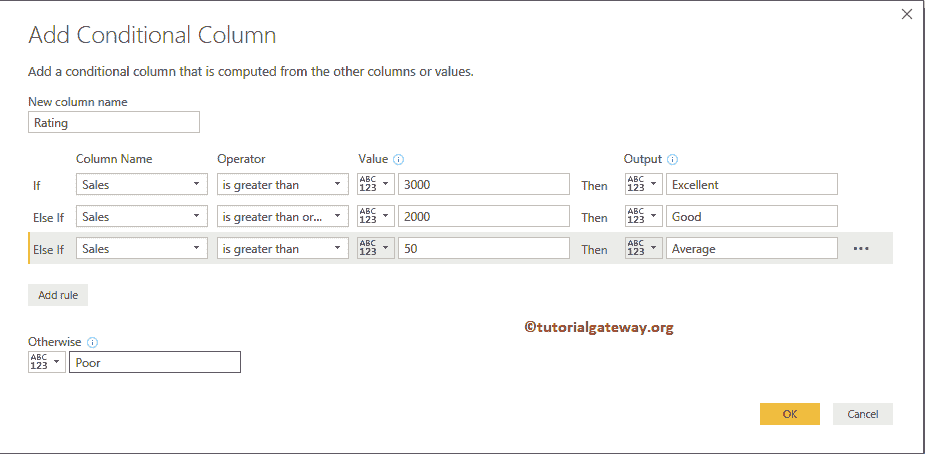 Add Conditional Column
Add a conditional column that is computed from the other columns or values.
New column name
Rating
Column Name Operator Value Output
If Sales is greater than ABC 123 3000 Then ABC 123 Excellent
Else If Sales is greater than or... ABC 123 2000 Then ABC 123 Good
Else If Sales is greater than ABC 123 50 Then ABC 123 Average ...
Add rule
©tutorialgateway.org
Otherwise
ABC 123 Poor
OK Cancel